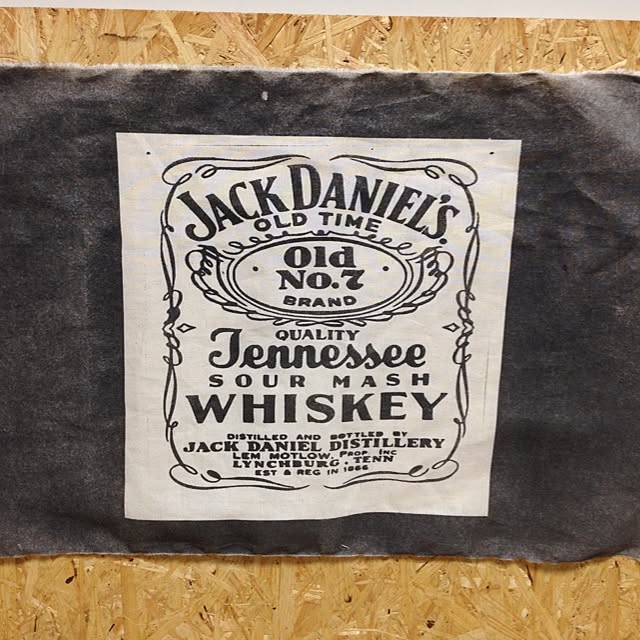 JACK DANIEL'S.
OLD TIME
Old
No.7
BRAND
QUALITY
Tennessee
SOUR MASH
WHISKEY
DISTILLED AND BOTTLED BY
JACK DANIEL DISTILLERY
LEM MOTLOW, PROP. INC
LYNCHBURG, TENN
EST & REG IN 1866